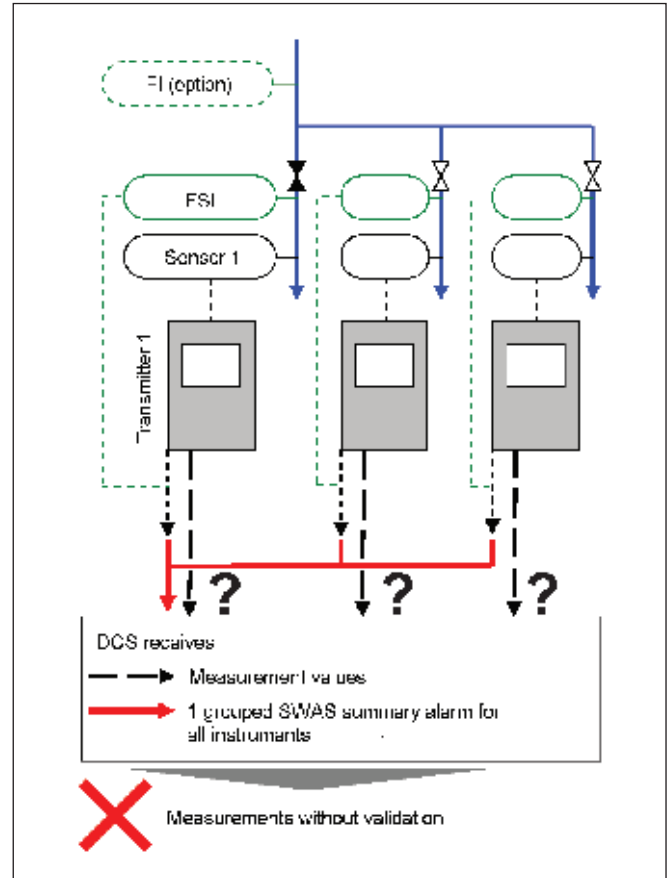 FI (option)
FSI
Sensor 1
Transmitter 1
?
?
?
DCS receives
Measurement values
1 grouped SWAS summary alarm for
all instruments
Measurements without validation